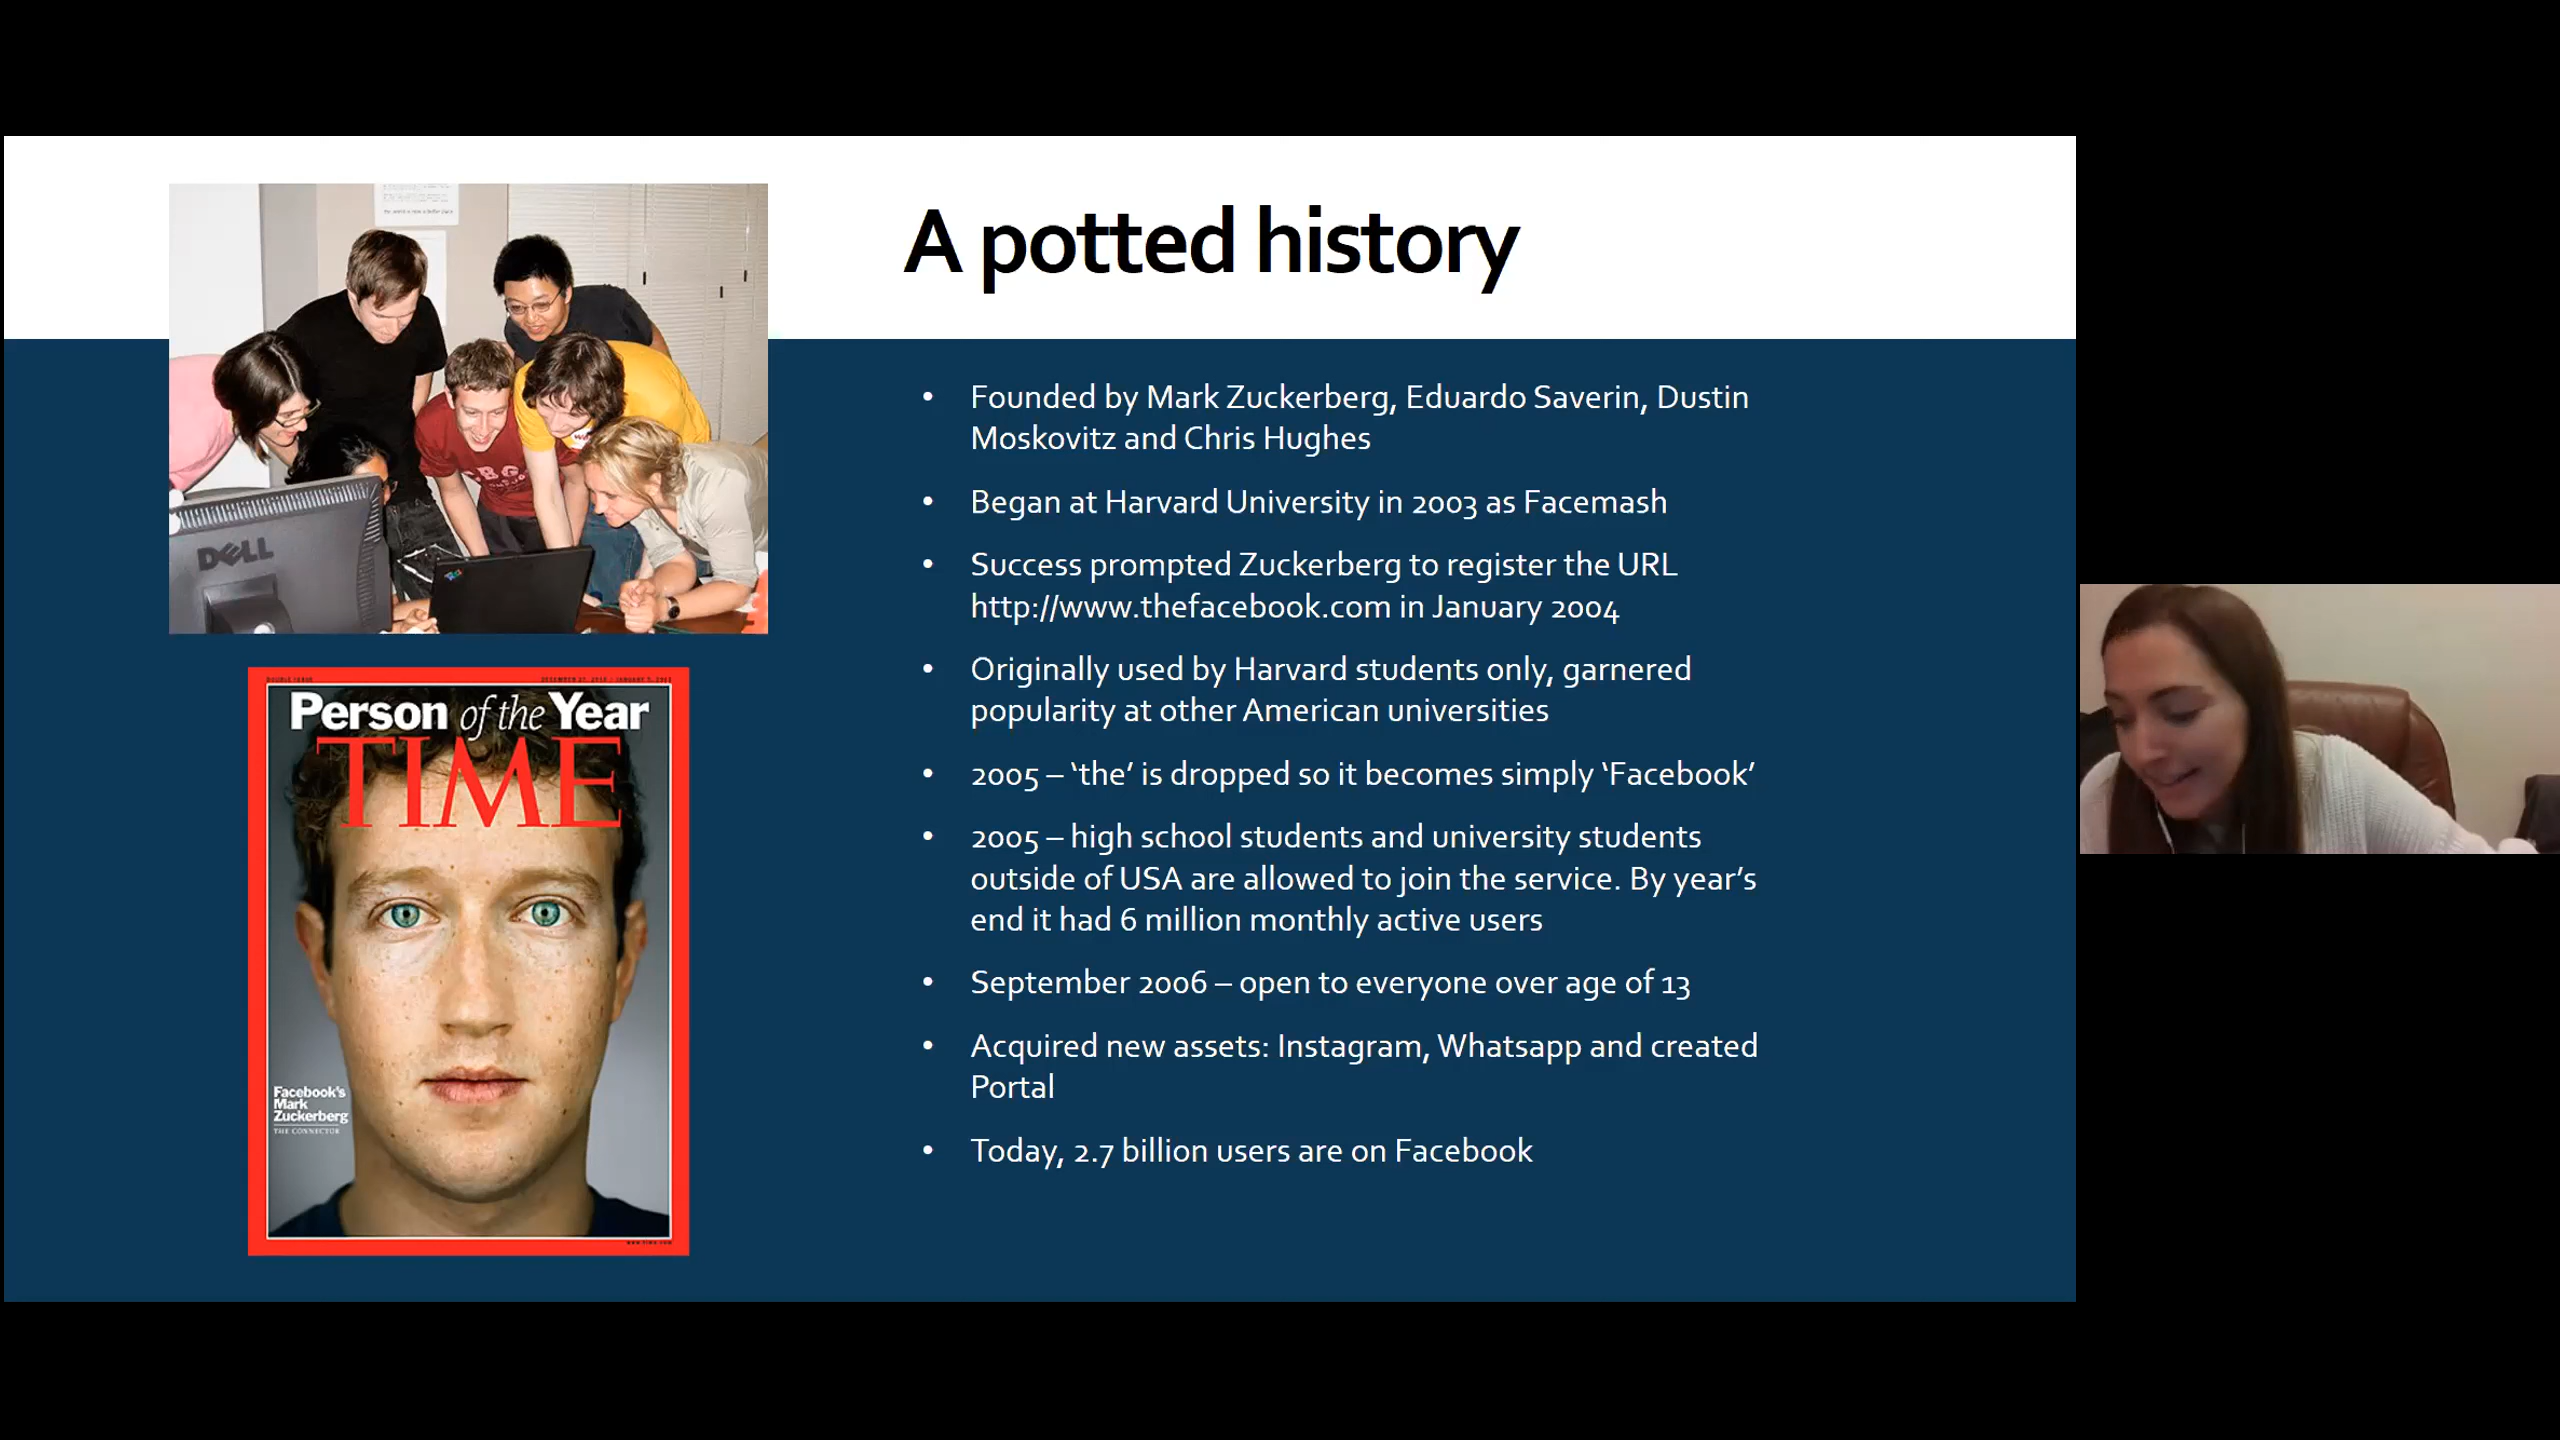 A potted history
• Founded by Mark Zuckerberg, Eduardo Saverin, Dustin
Moskovitz and Chris Hughes
• Began at Harvard University in 2003 as Facemash
• Success prompted Zuckerberg to register the URL
http://www.thefacebook.com in January 2004
• Originally used by Harvard students only, garnered
popularity at other American universities
• 2005 – ‘the’ is dropped so it becomes simply ‘Facebook’
• 2005 – high school students and university students
outside of USA are allowed to join the service. By year’s
end it had 6 million monthly active users
• September 2006 – open to everyone over age of 13
• Acquired new assets: Instagram, Whatsapp and created
Portal
• Today, 2.7 billion users are on Facebook
DELL
Person of the Year
TIME
Facebook's
Mark
Zuckerberg
THE CONNECTOR